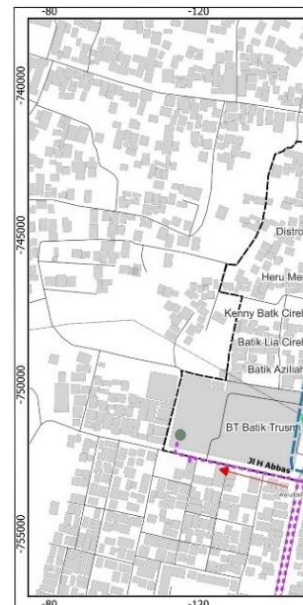 -80
-120
-740000
-745000
Distro
Heru Me
Kenny Batk Cirel
Batik Lia Cirel
Batik Aziliar
-750000
BT Batik Trusm
Jl H Abbas
-755000
-80
-120